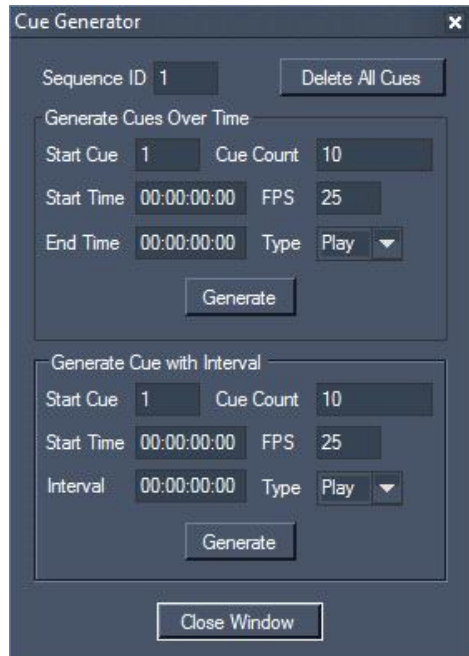 Cue Generator
Sequence ID 1 Delete All Cues
Generate Cues Over Time
Start Cue 1 Cue Count 10
Start Time 00:00:00:00 FPS 25
End Time 00:00:00:00 Type Play
Generate
Generate Cue with Interval
Start Cue 1 Cue Count 10
Start Time 00:00:00:00 FPS 25
Interval 00:00:00:00 Type Play
Generate
Close Window